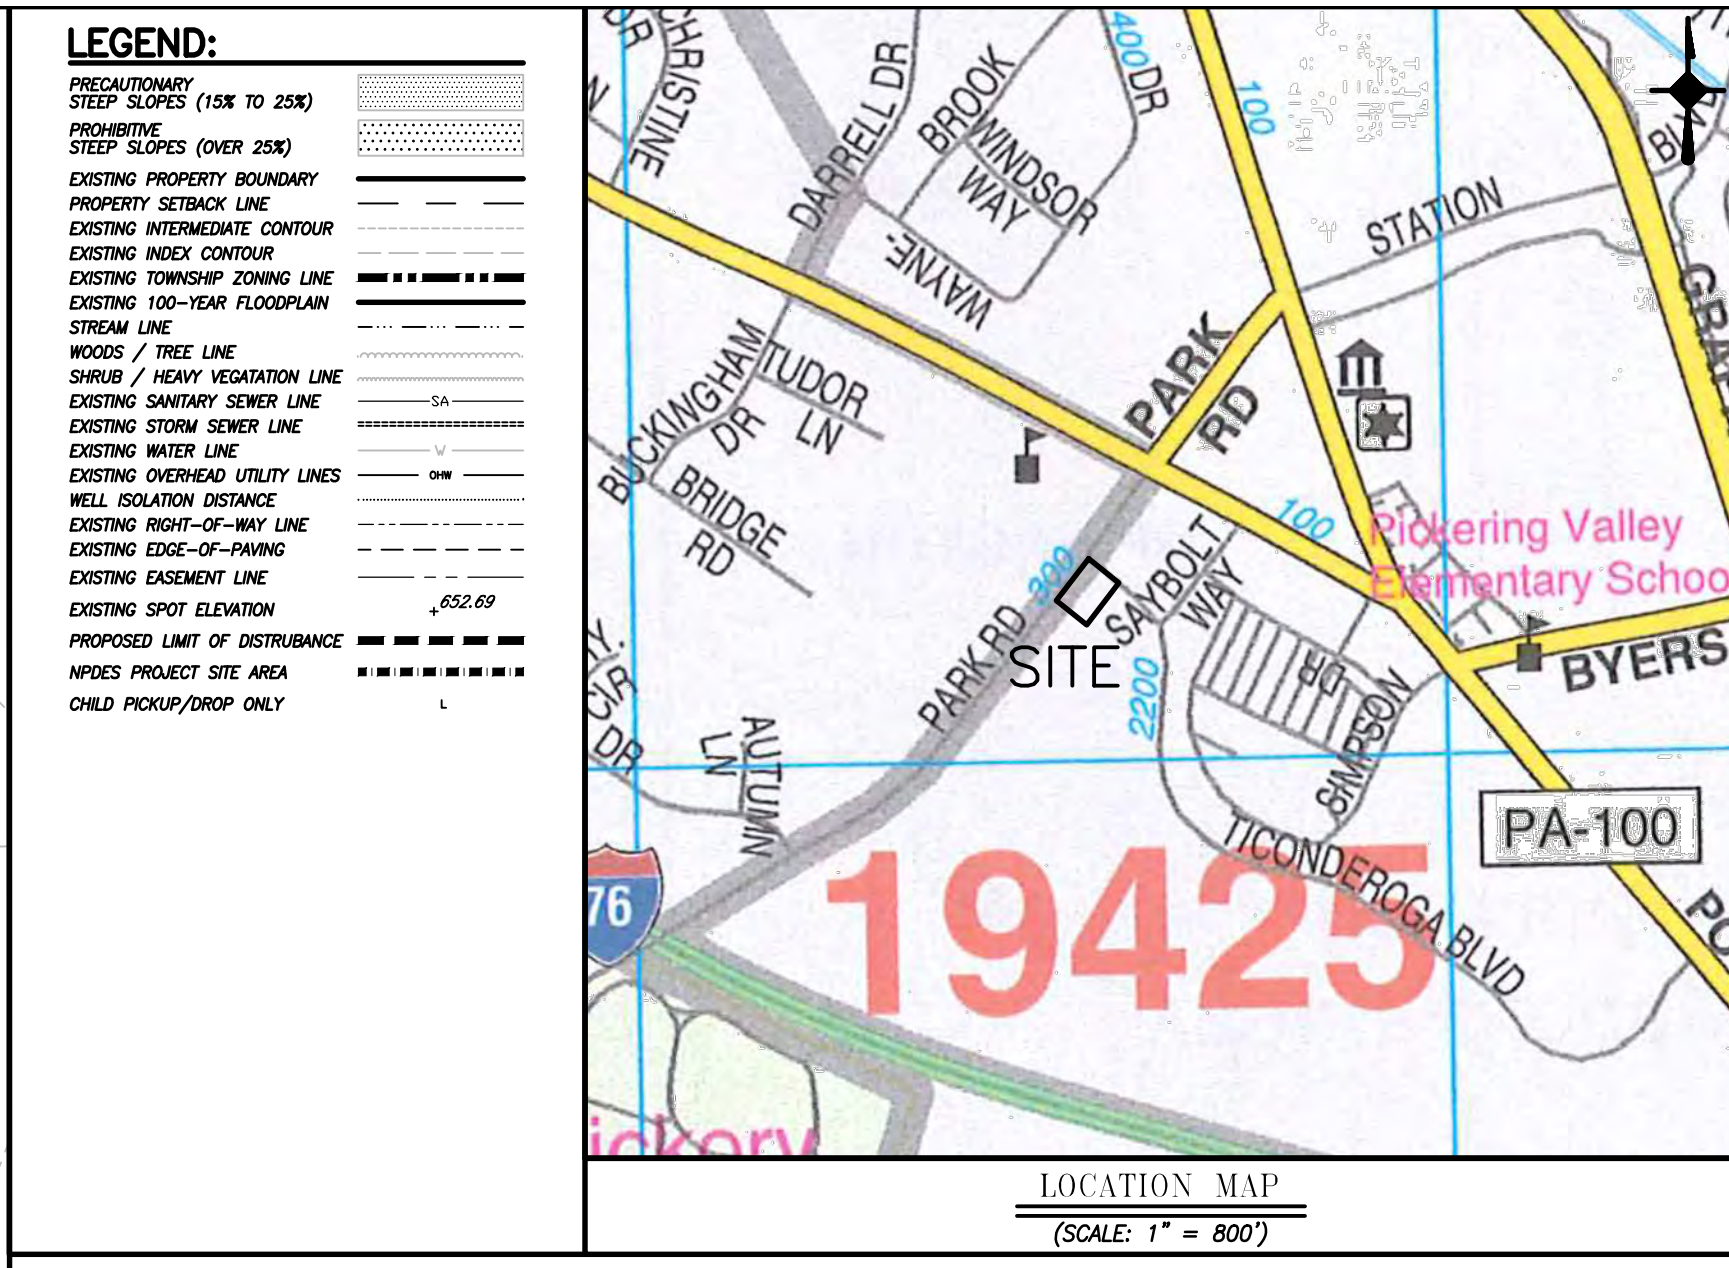 LEGEND:
PRECAUTIONARY
STEEP SLOPES (15% TO 25%)
PROHIBITIVE
STEEP SLOPES (OVER 25%)
EXISTING PROPERTY BOUNDARY
PROPERTY SETBACK LINE
EXISTING INTERMEDIATE CONTOUR
EXISTING INDEX CONTOUR
EXISTING TOWNSHIP ZONING LINE
EXISTING 100-YEAR FLOODPLAIN
STREAM LINE
WOODS / TREE LINE
SHRUB / HEAVY VEGATATION LINE
EXISTING SANITARY SEWER LINE
SA
EXISTING STORM SEWER LINE
EXISTING WATER LINE
W
EXISTING OVERHEAD UTILITY LINES
OHW
WELL ISOLATION DISTANCE
EXISTING RIGHT-OF-WAY LINE
EXISTING EDGE-OF-PAVING
EXISTING EASEMENT LINE
EXISTING SPOT ELEVATION
+652.69
PROPOSED LIMIT OF DISTRUBANCE
NPDES PROJECT SITE AREA
CHILD PICKUP/DROP ONLY
L
DR
CHRISTINE
DARRELL DR
BROOK
400
DR
WINDSOR
WAY
WAYNE-
100
BLVD
STATION
BUCKINGHAM
DR
TUDOR
LN
PARK
RD
BRIDGE
RD
100
Pickering Valley
Elementary Schoo
300
SAYBOLT
WAY
PARK RD
SITE
2200
DR
SIMPSON
BYERS
CIR
DR
AUTUMN
LN
PA-100
TICONDEROGA BLVD
76
19425
PO
ickory
LOCATION MAP
(SCALE: 1" = 800')